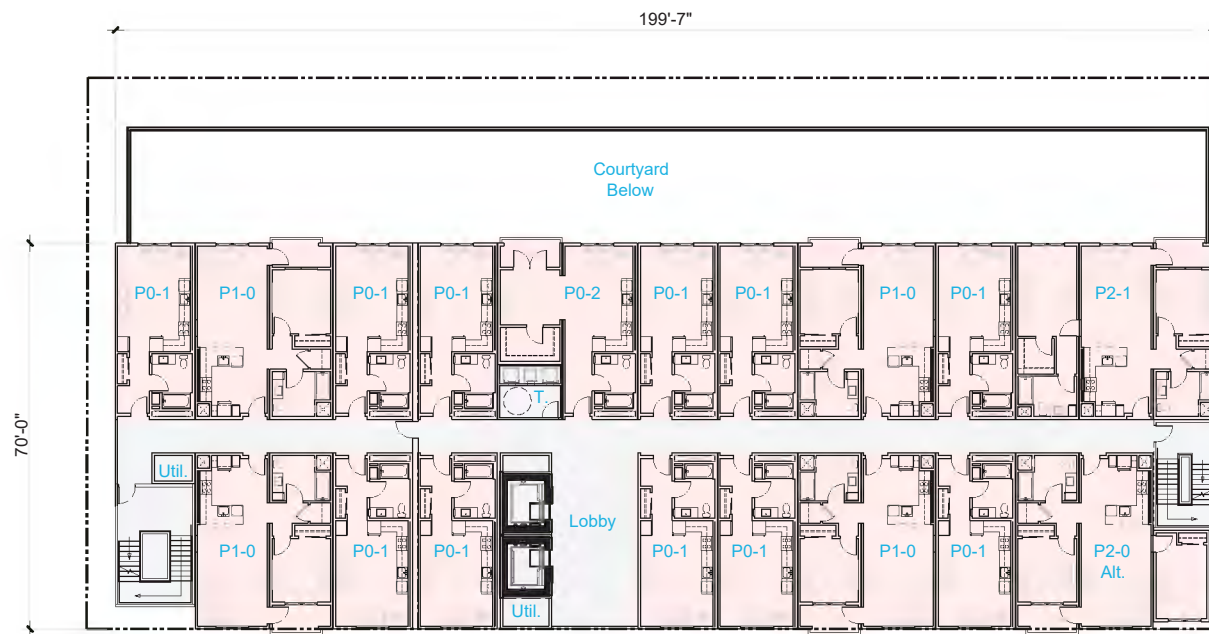 199'-7"
Courtyard
Below
70'-0"
P0-1
P1-0
P0-1
P0-1
P0-2
P0-1
P0-1
P1-0
P0-1
P2-1
T.
Util.
P1-0
P0-1
P0-1
Lobby
P0-1
P0-1
P1-0
P0-1
P2-0
Alt.
Util.